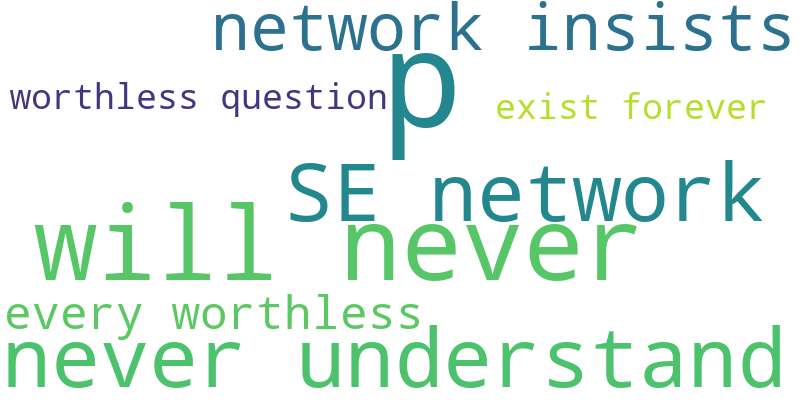 network insists
p
worthless question
exist forever
SE network
will never
every worthless
never understand